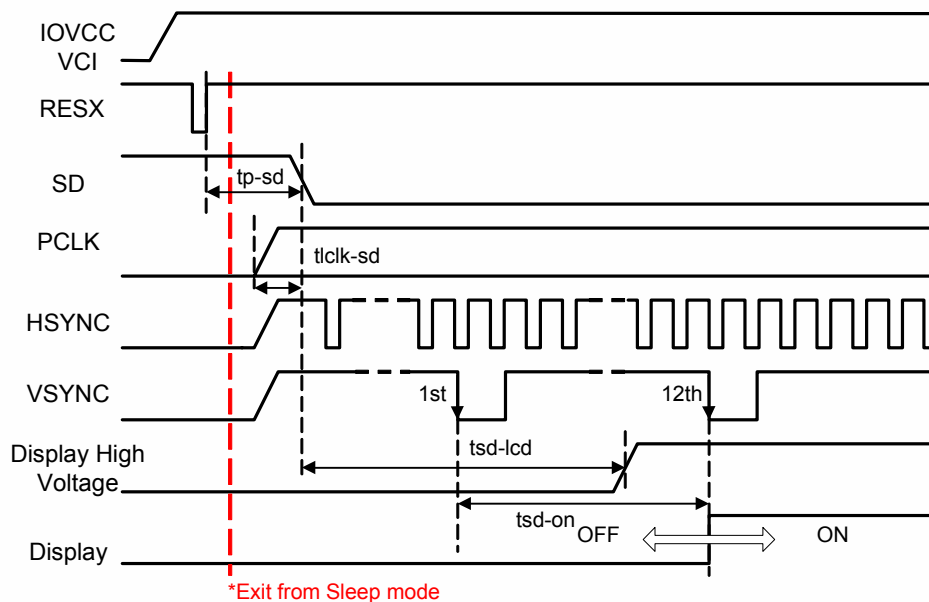 IOVCC
VCI
RESX
tp-sd
SD
PCLK
tlclk-sd
HSYNC
VSYNC
1st
12th
Display High
Voltage
tsd-lcd
tsd-on
OFF
ON
Display
*Exit from Sleep mode